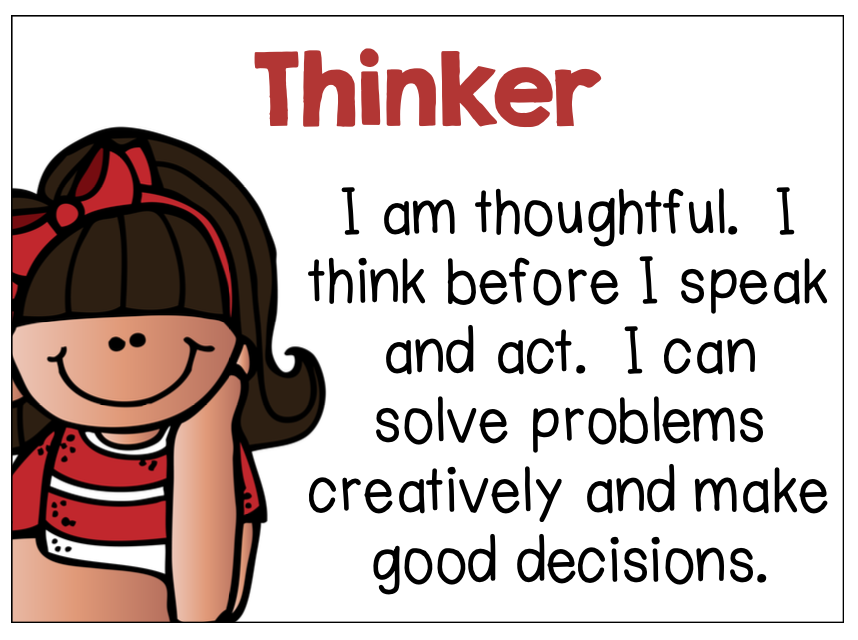 Thinker
I am thoughtful. I
think before I speak
and act. I can
solve problems
creatively and make
good decisions.